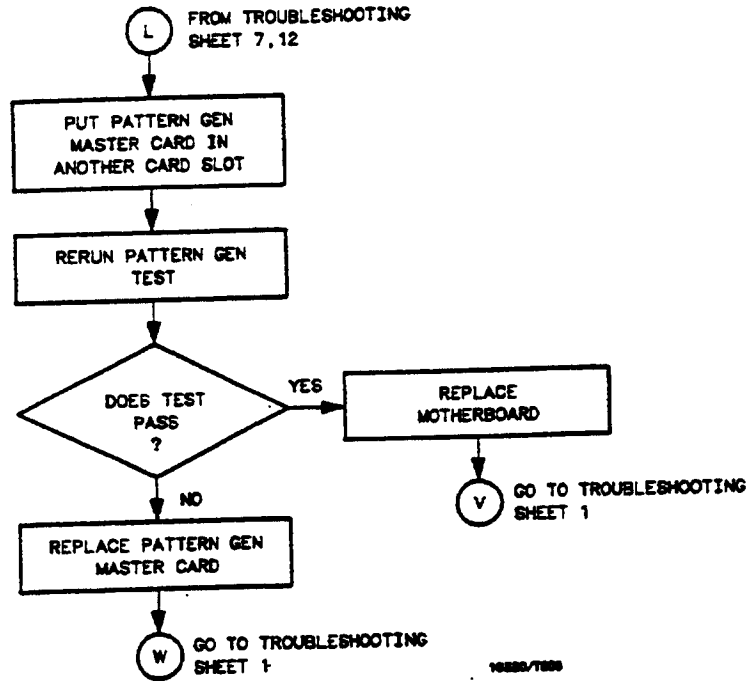 L
FROM TROUBLESHOOTING
SHEET 7,12
PUT PATTERN GEN
MASTER CARD IN
ANOTHER CARD SLOT
RERUN PATTERN GEN
TEST
DOES TEST
PASS
?
YES
REPLACE
MOTHERBOARD
V
GO TO TROUBLESHOOTING
SHEET 1
NO
REPLACE PATTERN GEN
MASTER CARD
W
GO TO TROUBLESHOOTING
SHEET 1